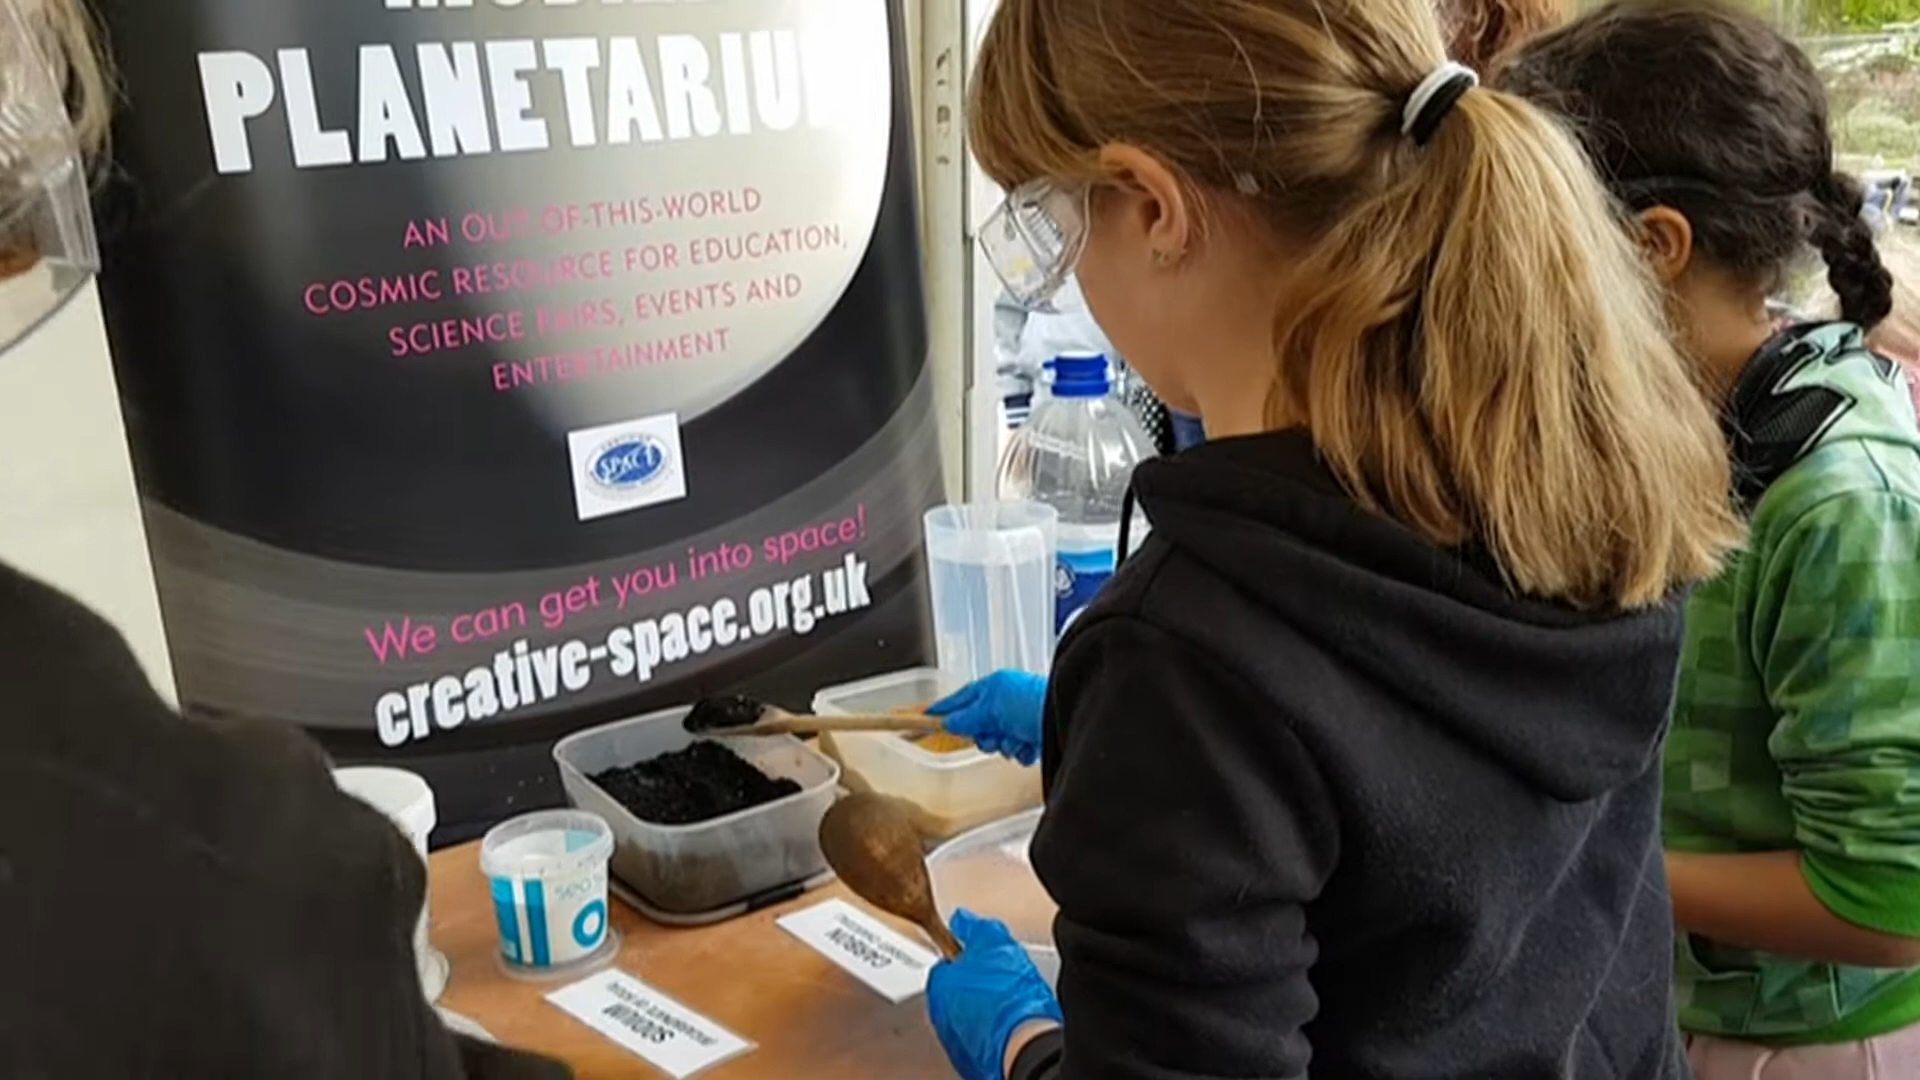 PLANETARIU
AN OUT-OF-THIS-WORLD
COSMIC RESOURCE FOR EDUCATION,
SCIENCE FAIRS, EVENTS AND
ENTERTAINMENT
SPACE
We can get you into space!
creative-space.org.uk
CARBON
SODIUM